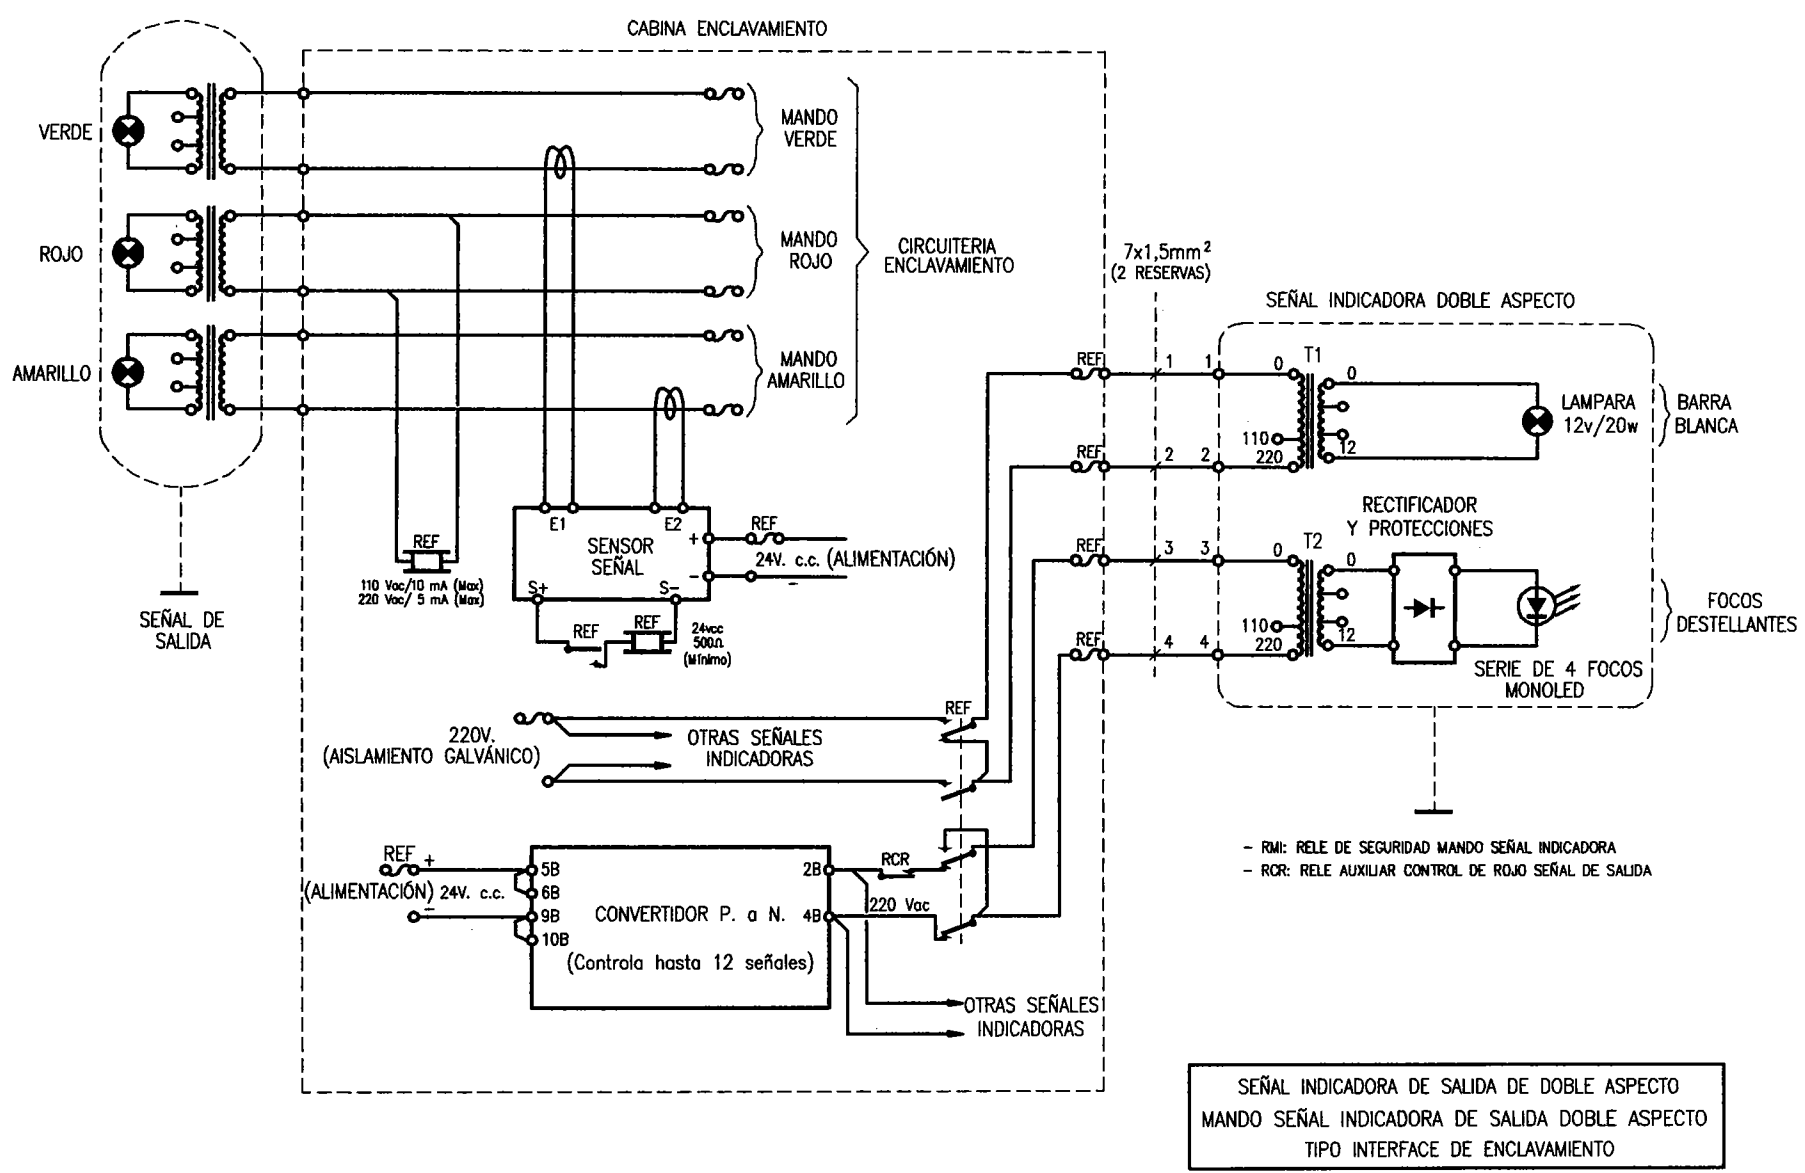 CABINA ENCLAVAMIENTO
VERDE
MANDO
VERDE
ROJO
MANDO
ROJO
CIRCUITERIA
ENCLAVAMIENTO
AMARILLO
MANDO
AMARILLO
SEÑAL DE
SALIDA
REF
110 Vac/10 mA (Max)
220 Vac/ 5 mA (Max)
E1
E2
SENSOR
SEÑAL
+
-
S+
S-
REF
24V. c.c. (ALIMENTACIÓN)
-
REF
REF
24vcc
500Ω
(Mínimo)
220V.
(AISLAMIENTO GALVÁNICO)
OTRAS SEÑALES
INDICADORAS
REF
REF
+
(ALIMENTACIÓN) 24V. c.c.
-
5B
6B
9B
10B
CONVERTIDOR P. a N.
(Controla hasta 12 señales)
2B
4B
RCR
220 Vac
OTRAS SEÑALES
INDICADORAS
7x1,5mm²
(2 RESERVAS)
REF
1 1
REF
2 2
REF
3 3
REF
4 4
SEÑAL INDICADORA DOBLE ASPECTO
T1
0
110
220
0
12
LAMPARA
12v/20w
BARRA
BLANCA
RECTIFICADOR
Y PROTECCIONES
T2
0
110
220
0
12
FOCOS
DESTELLANTES
SERIE DE 4 FOCOS
MONOLED
- RMI: RELE DE SEGURIDAD MANDO SEÑAL INDICADORA
- RCR: RELE AUXILIAR CONTROL DE ROJO SEÑAL DE SALIDA
SEÑAL INDICADORA DE SALIDA DE DOBLE ASPECTO
MANDO SEÑAL INDICADORA DE SALIDA DOBLE ASPECTO
TIPO INTERFACE DE ENCLAVAMIENTO